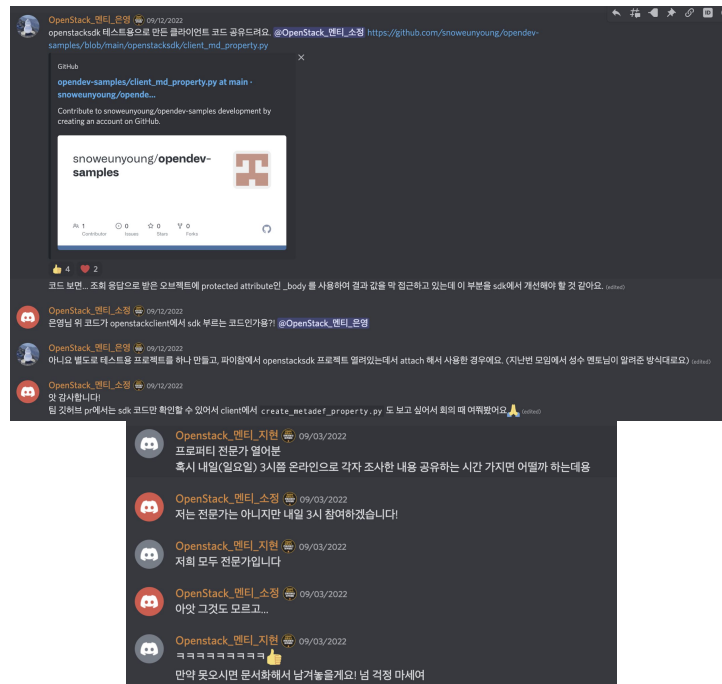 OpenStack_멘티_은영 09/12/2022
openstacksdk 테스트용으로 만든 클라이언트 코드 공유드려요. @OpenStack_멘티_소정 https://github.com/snoweunyoung/opendev-
samples/blob/main/openstacksdk/client_md_property.py
GitHub
opendev-samples/client_md_property.py at main ·
snoweunyoung/opende...
Contribute to snoweunyoung/opendev-samples development by
creating an account on GitHub.
snoweunyoung/opendev-
samples
1 Contributor
0 Issues
0 Stars
0 Forks
4 2
코드 보면... 조회 응답으로 받은 오브젝트에 protected attribute인 _body 를 사용하여 결과 값을 막 접근하고 있는데 이 부분을 sdk에서 개선해야 할 것 같아요. (edited)
OpenStack_멘티_소정 09/12/2022
은영님 위 코드가 openstackclient에서 sdk 부르는 코드인가용?! @OpenStack_멘티_은영
OpenStack_멘티_은영 09/12/2022
아니요 별도로 테스트용 프로젝트를 하나 만들고, 파이참에서 openstacksdk 프로젝트 열려있는데서 attach 해서 사용한 경우에요. (지난번 모임에서 성수 멘토님이 알려준 방식대로요) (edited)
OpenStack_멘티_소정 09/12/2022
앗 감사합니다!
팀 깃허브 pr에서는 sdk 코드만 확인할 수 있어서 client에서 create_metadef_property.py 도 보고 싶어서 회의 때 여쭤봤어요🙏 (edited)
Openstack_멘티_지현 09/03/2022
프로퍼티 전문가 열어분
혹시 내일(일요일) 3시쯤 온라인으로 각자 조사한 내용 공유하는 시간 가지면 어떨까 하는데용
OpenStack_멘티_소정 09/03/2022
저는 전문가는 아니지만 내일 3시 참여하겠습니다!
Openstack_멘티_지현 09/03/2022
저희 모두 전문가입니다
OpenStack_멘티_소정 09/03/2022
아앗 그것도 모르고...
Openstack_멘티_지현 09/03/2022
ㅋㅋㅋㅋㅋㅋㅋㅋㅋ👍
만약 못오시면 문서화해서 남겨놓을게요! 넘 걱정 마세여